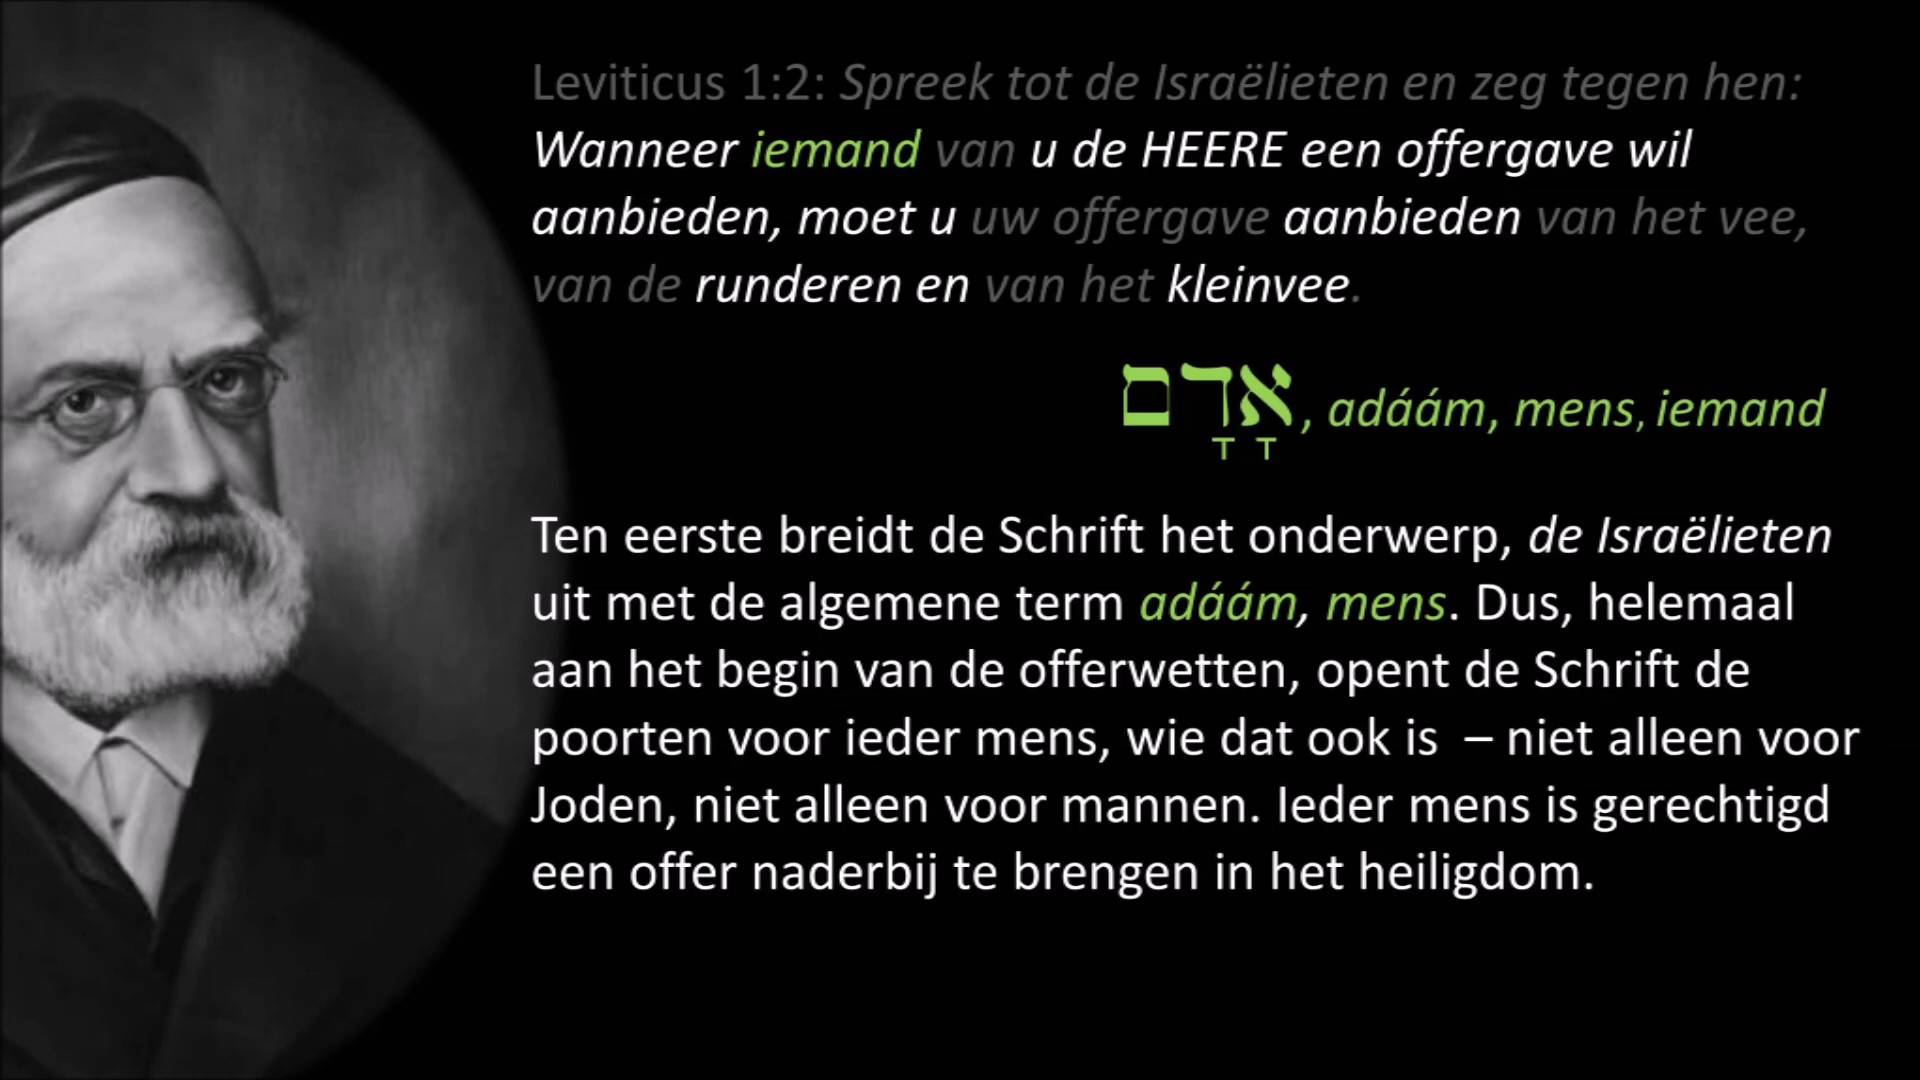 Leviticus 1:2: Spreek tot de Israëlieten en zeg tegen hen:
Wanneer iemand van u de HEERE een offergave wil
aanbieden, moet u uw offergave aanbieden van het vee,
van de runderen en van het kleinvee.
אָדָם, adáám, mens, iemand
Ten eerste breidt de Schrift het onderwerp, de Israëlieten
uit met de algemene term adáám, mens. Dus, helemaal
aan het begin van de offerwetten, opent de Schrift de
poorten voor ieder mens, wie dat ook is – niet alleen voor
Joden, niet alleen voor mannen. Ieder mens is gerechtigd
een offer naderbij te brengen in het heiligdom.